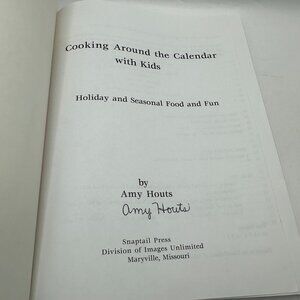 Cooking Around the Calendar
with Kids
Holiday and Seasonal Food and Fun
by
Amy Houts
Amy Houts
Snaptail Press
Division of Images Unlimited
Maryville, Missouri